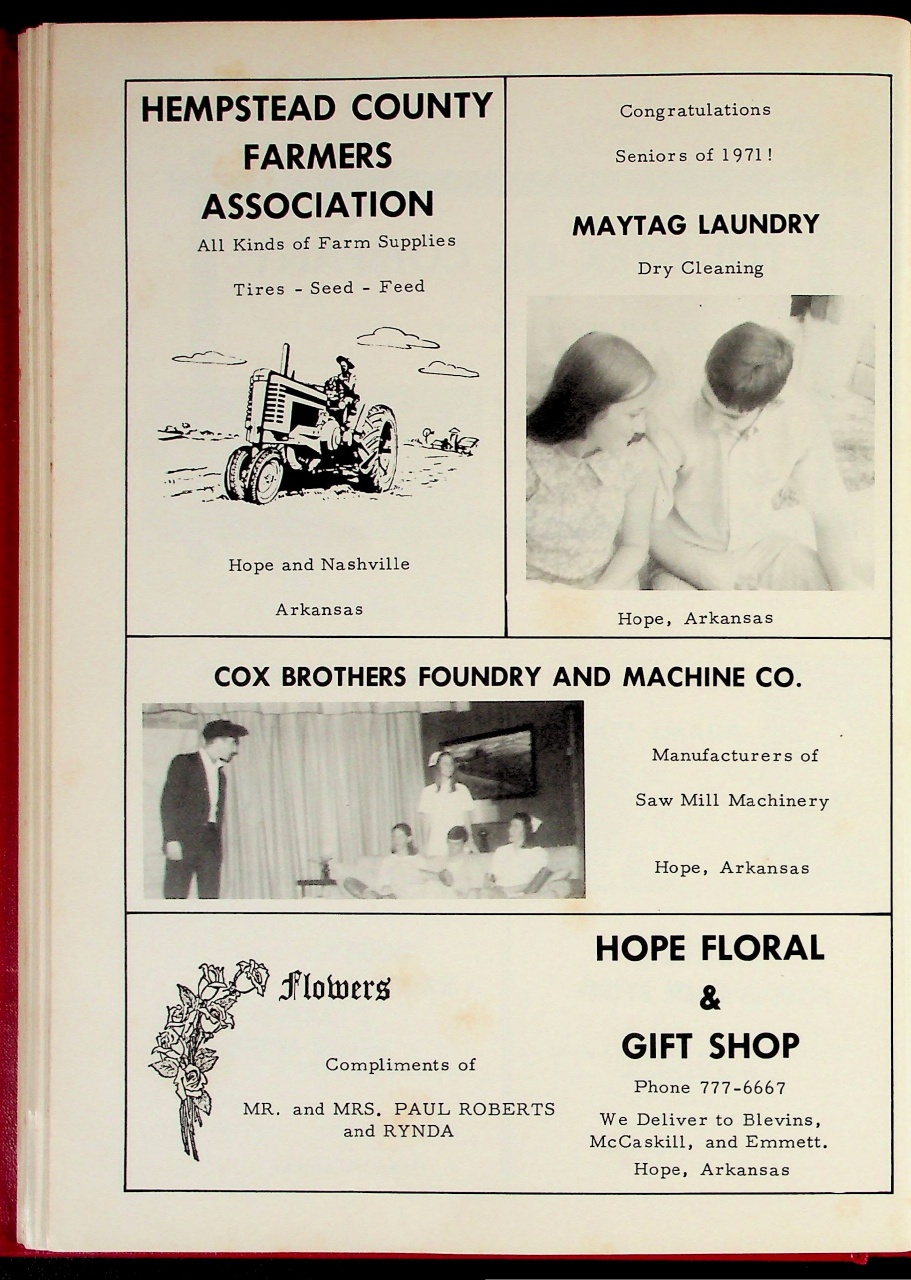 HEMPSTEAD COUNTY
FARMERS
ASSOCIATION
All Kinds of Farm Supplies
Tires - Seed - Feed
Hope and Nashville
Arkansas
Congratulations
Seniors of 1971!
MAYTAG LAUNDRY
Dry Cleaning
Hope, Arkansas
COX BROTHERS FOUNDRY AND MACHINE CO.
Manufacturers of
Saw Mill Machinery
Hope, Arkansas
Flowers
Compliments of
MR. and MRS. PAUL ROBERTS
and RYNDA
HOPE FLORAL
&
GIFT SHOP
Phone 777-6667
We Deliver to Blevins,
McCaskill, and Emmett.
Hope, Arkansas